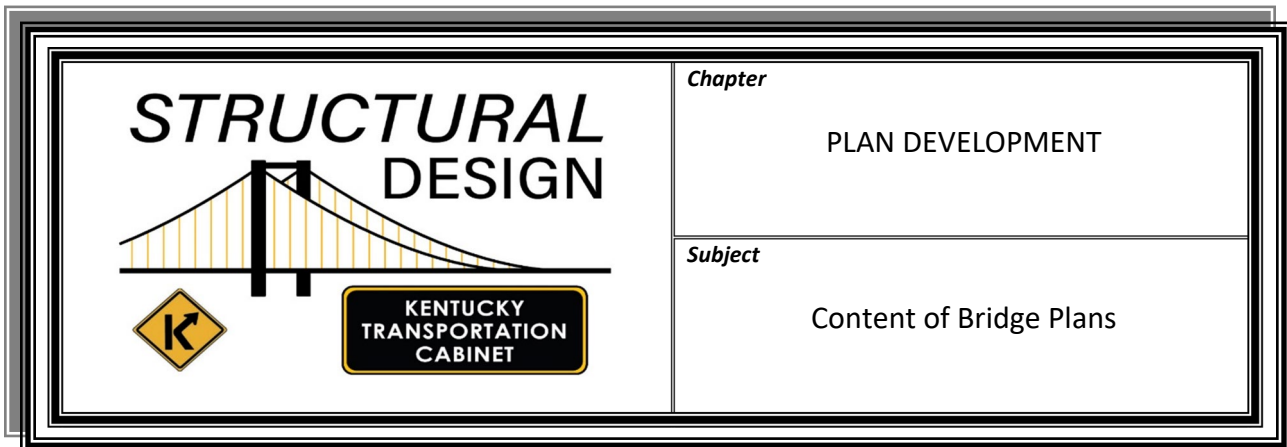 STRUCTURAL
DESIGN
K
KENTUCKY
TRANSPORTATION
CABINET
Chapter
PLAN DEVELOPMENT
Subject
Content of Bridge Plans